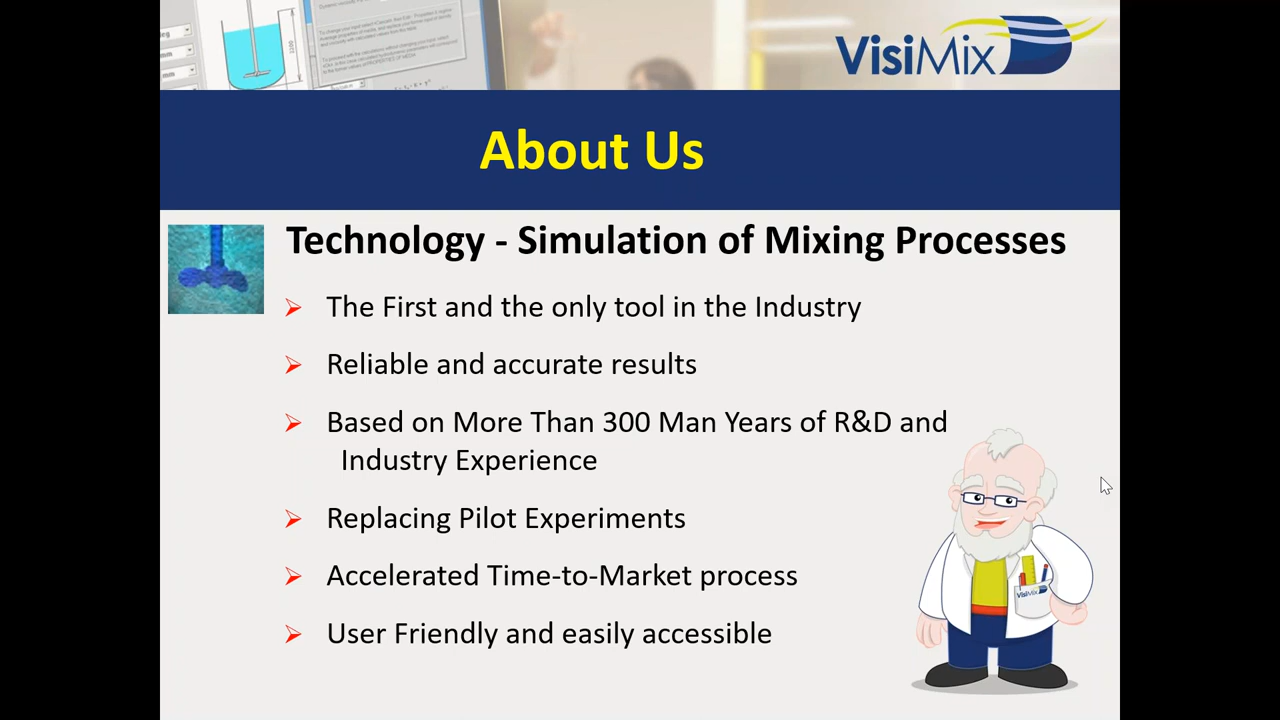 VisiMix
About Us
Technology - Simulation of Mixing Processes
The First and the only tool in the Industry
Reliable and accurate results
Based on More Than 300 Man Years of R&D and
Industry Experience
Replacing Pilot Experiments
Accelerated Time-to-Market process
User Friendly and easily accessible
VisiMix